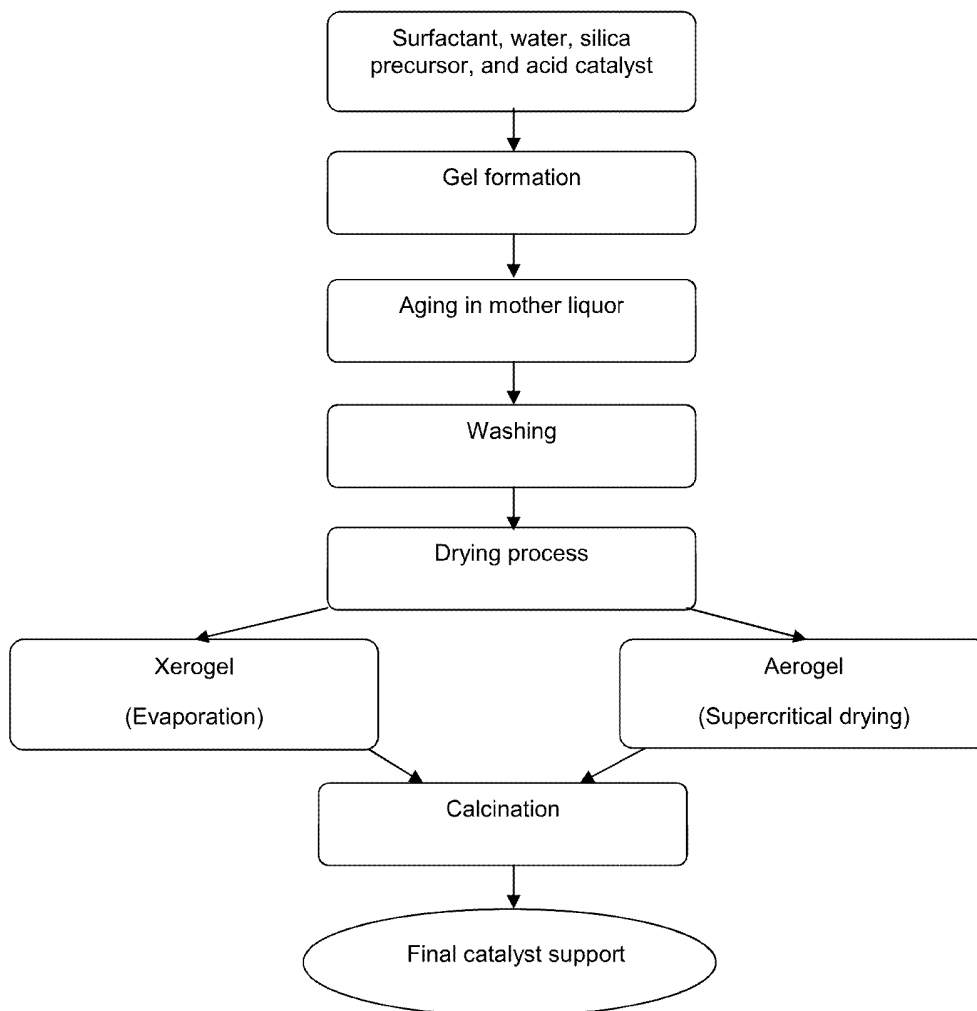 Surfactant, water, silica
precursor, and acid catalyst
Gel formation
Aging in mother liquor
Washing
Drying process
Xerogel
(Evaporation)
Aerogel
(Supercritical drying)
Calcination
Final catalyst support